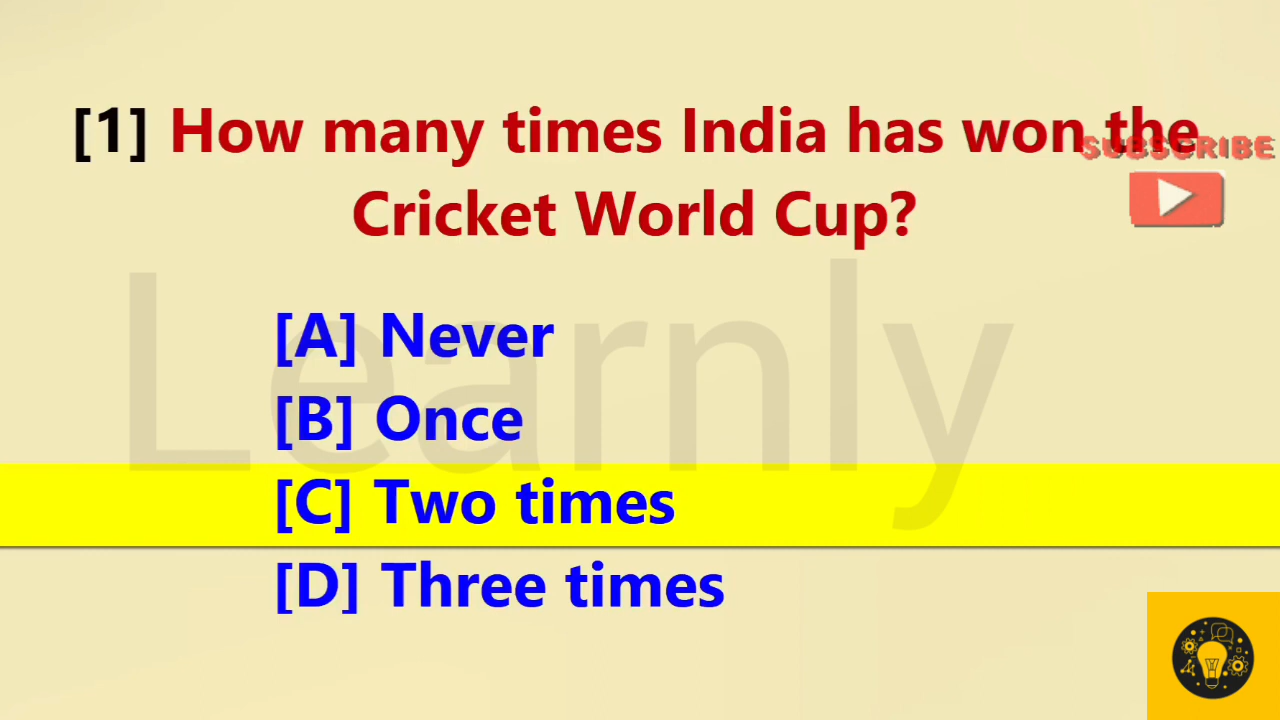 [1] How many times India has won the
SUBSCRIBE
Cricket World Cup?
Learnly
[A] Never
[B] Once
[C] Two times
[D] Three times